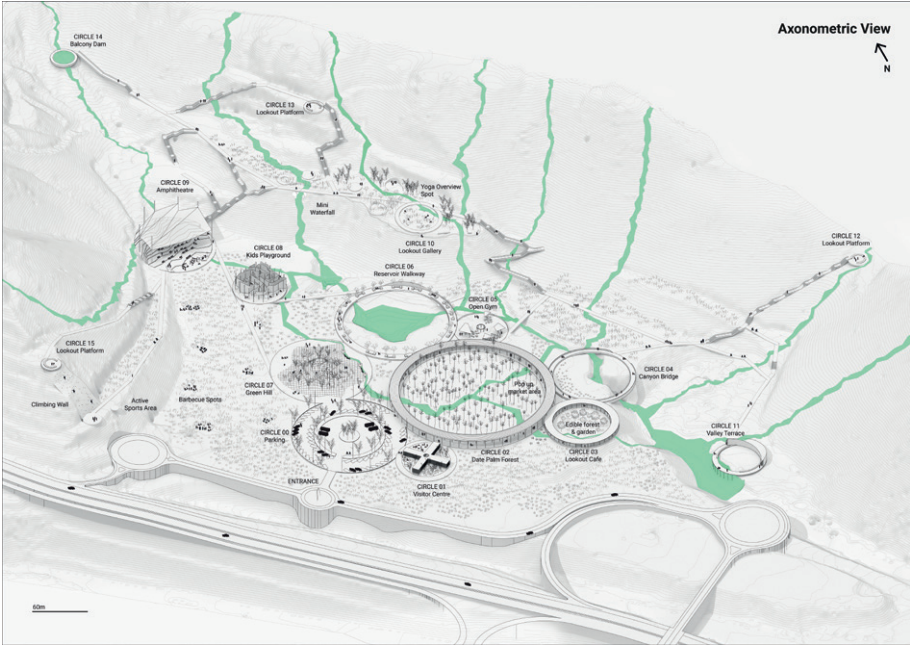 Axonometric View
N
CIRCLE 14
Balcony Dam
CIRCLE 13
Lookout Platform
CIRCLE 09
Amphitheatre
Yoga Overview
Spot
Mini
Waterfall
CIRCLE 12
Lookout Platform
CIRCLE 10
Lookout Gallery
CIRCLE 08
Kids Playground
CIRCLE 06
Reservoir Walkway
CIRCLE 05
Open Gym
CIRCLE 15
Lookout Platform
CIRCLE 04
Canyon Bridge
CIRCLE 07
Green Hill
Pop up
market area
Climbing Wall
Active
Sports Area
Barbecue Spots
CIRCLE 00
Parking
Edible forest
& garden
CIRCLE 11
Valley Terrace
CIRCLE 02
Date Palm Forest
CIRCLE 03
Lookout Cafe
ENTRANCE
CIRCLE 01
Visitor Centre
60m